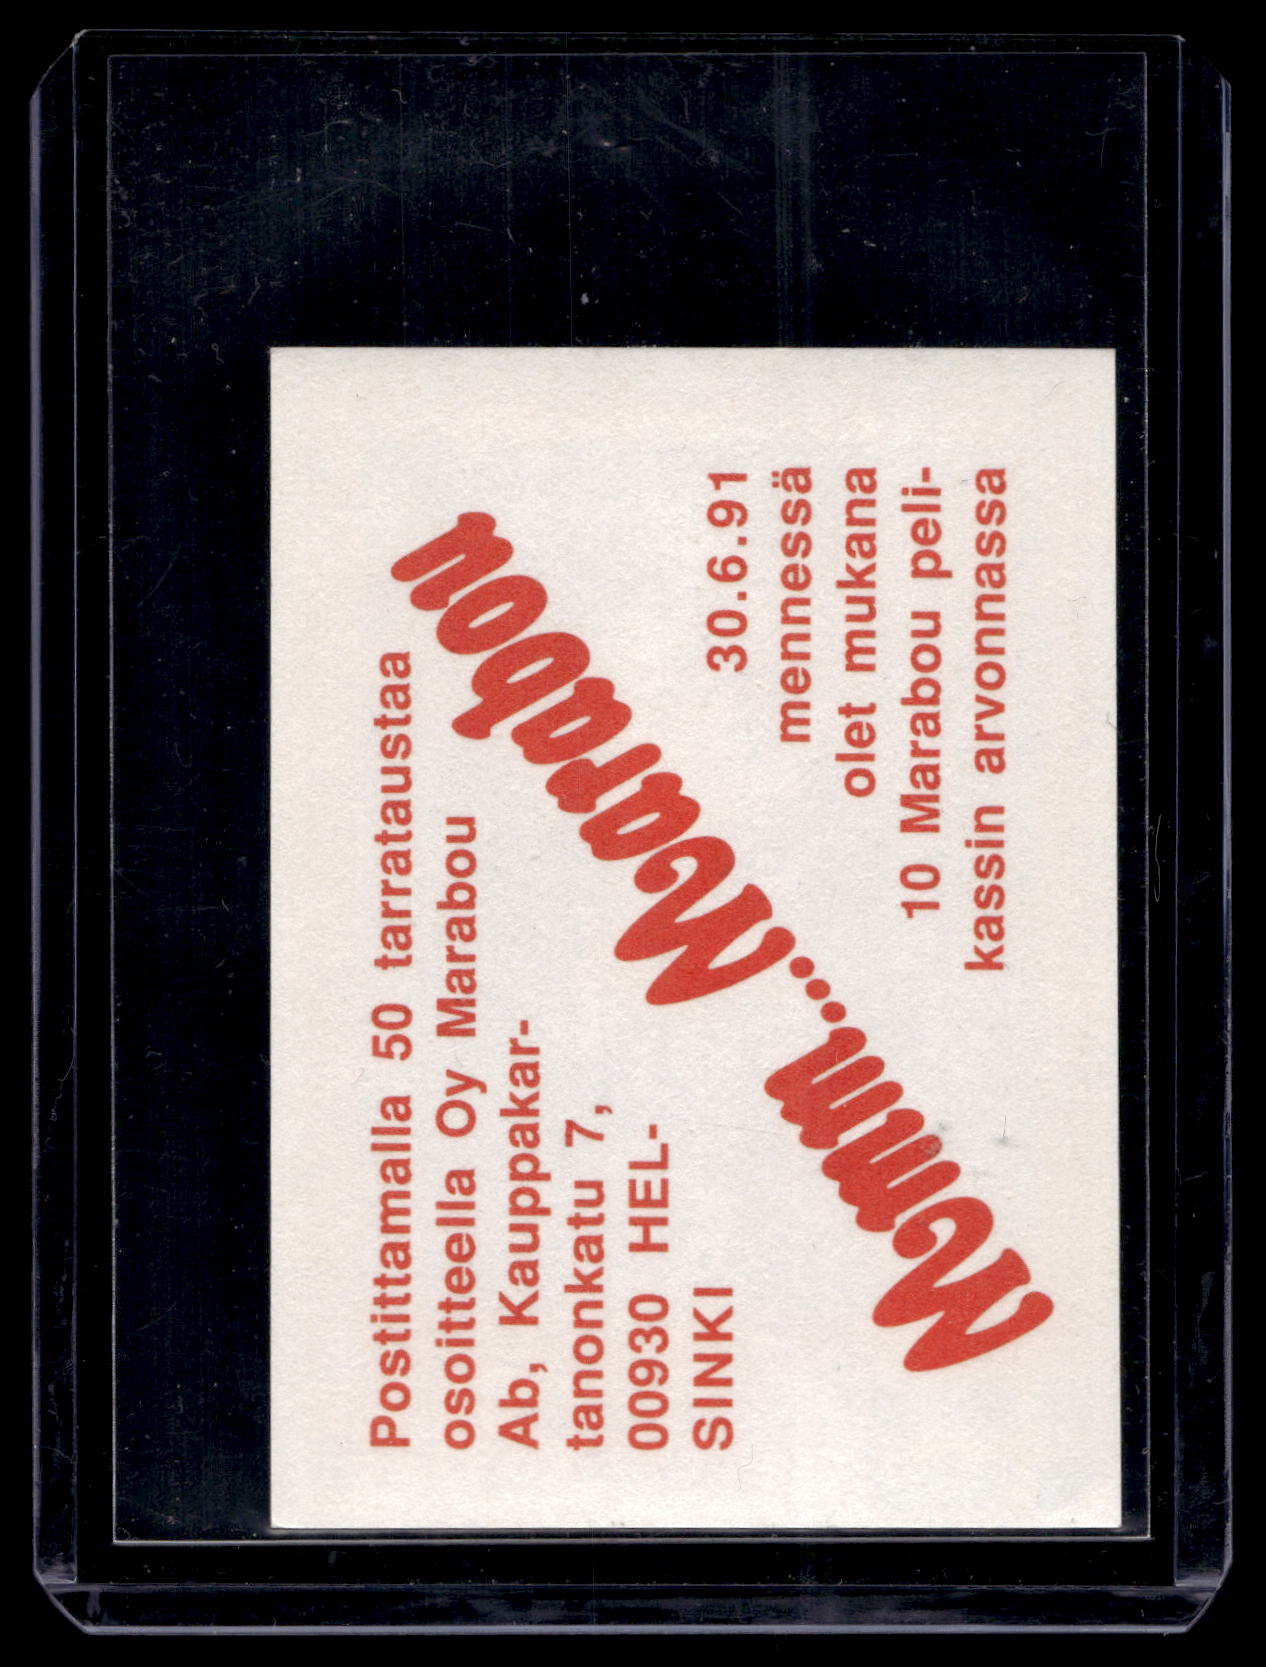 Postittamalla 50 tarrataustaa
osoitteella Oy Marabou
Ab, Kauppakar-
tanonkatu 7,
00930 HEL-
SINKI
Mmm...Marabou
30.6.91
mennessä
olet mukana
10 Marabou peli-
kassin arvonnassa